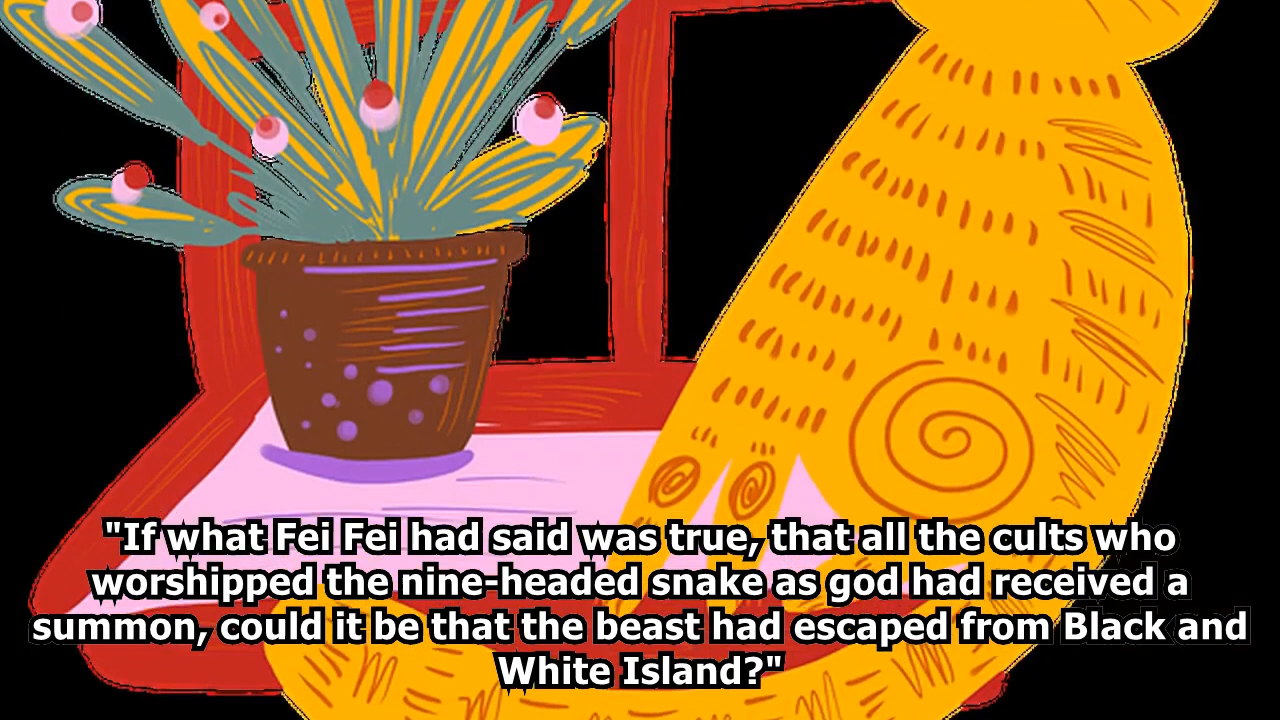 "If what Fei Fei had said was true, that all the cults who
worshipped the nine-headed snake as god had received a
summon, could it be that the beast had escaped from Black and
White Island?"